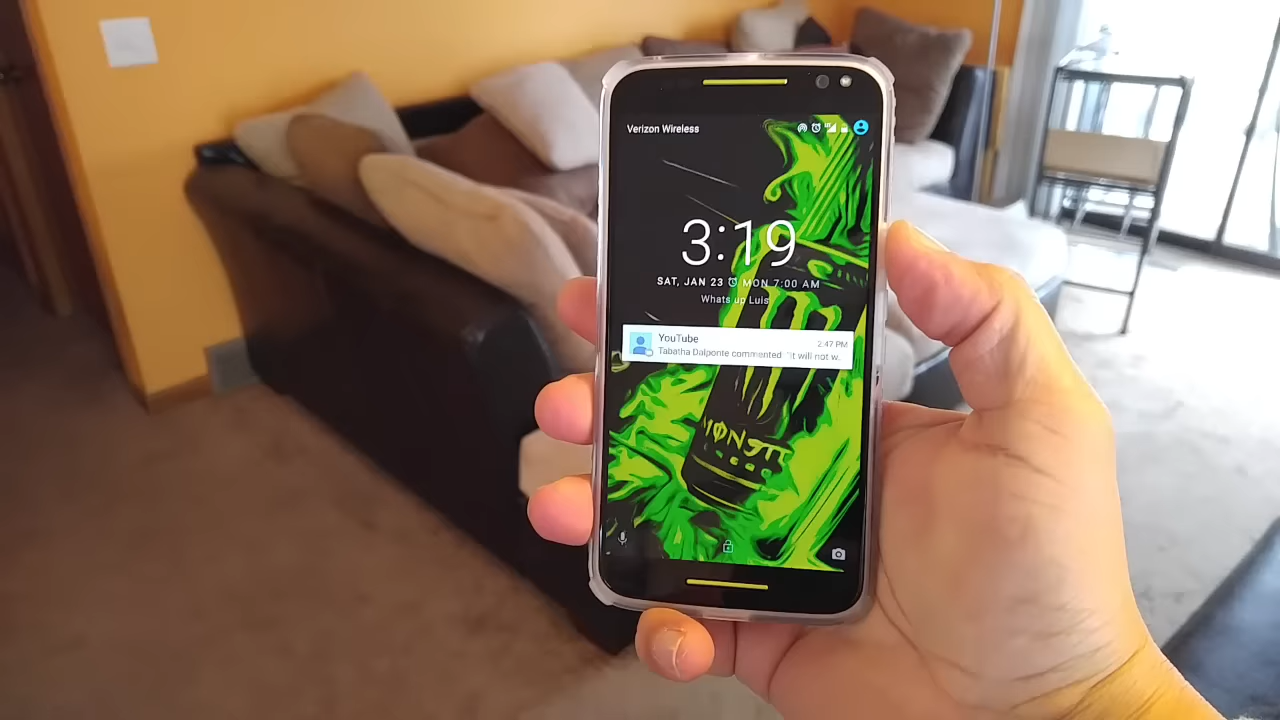 Verizon Wireless
3:19
SAT, JAN 23 MON 7:00 AM
Whats up Luis
YouTube 2:47 PM
Tabatha Dalponte commented: "It will not w...
MONST